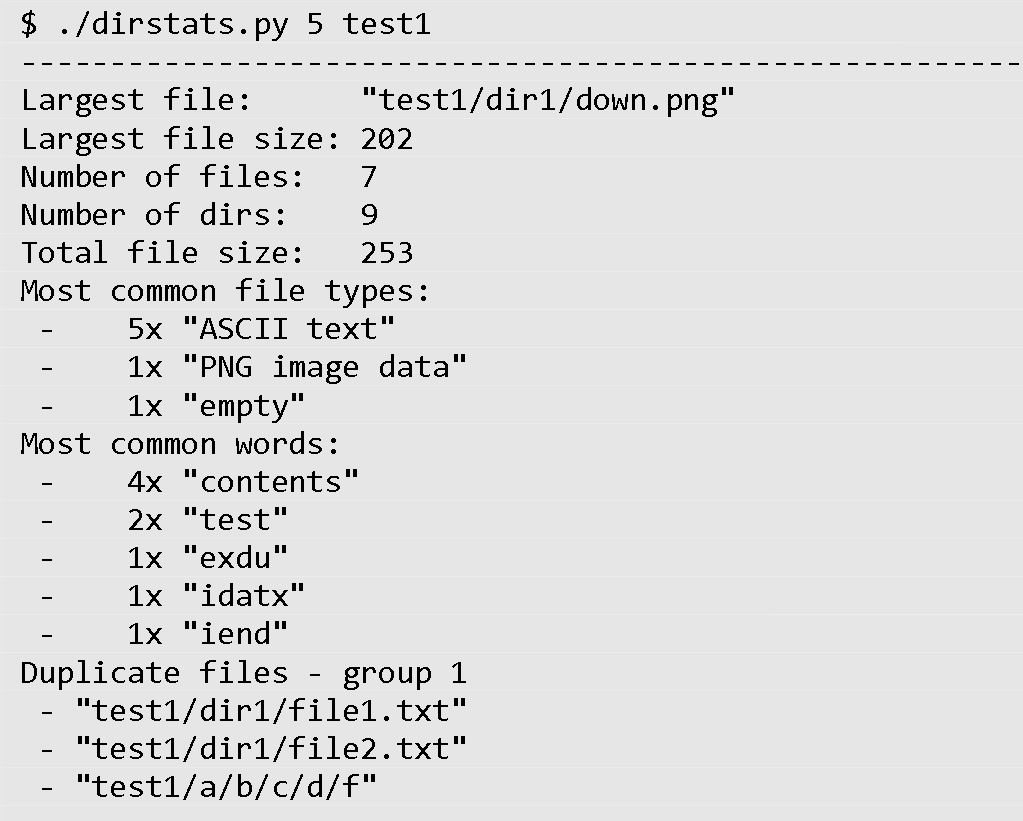 $ ./dirstats.py 5 test1
--------------------------------------------------------
Largest file:      "test1/dir1/down.png"
Largest file size: 202
Number of files:   7
Number of dirs:    9
Total file size:   253
Most common file types:
 -    5x "ASCII text"
 -    1x "PNG image data"
 -    1x "empty"
Most common words:
 -    4x "contents"
 -    2x "test"
 -    1x "exdu"
 -    1x "idatx"
 -    1x "iend"
Duplicate files - group 1
 - "test1/dir1/file1.txt"
 - "test1/dir1/file2.txt"
 - "test1/a/b/c/d/f"